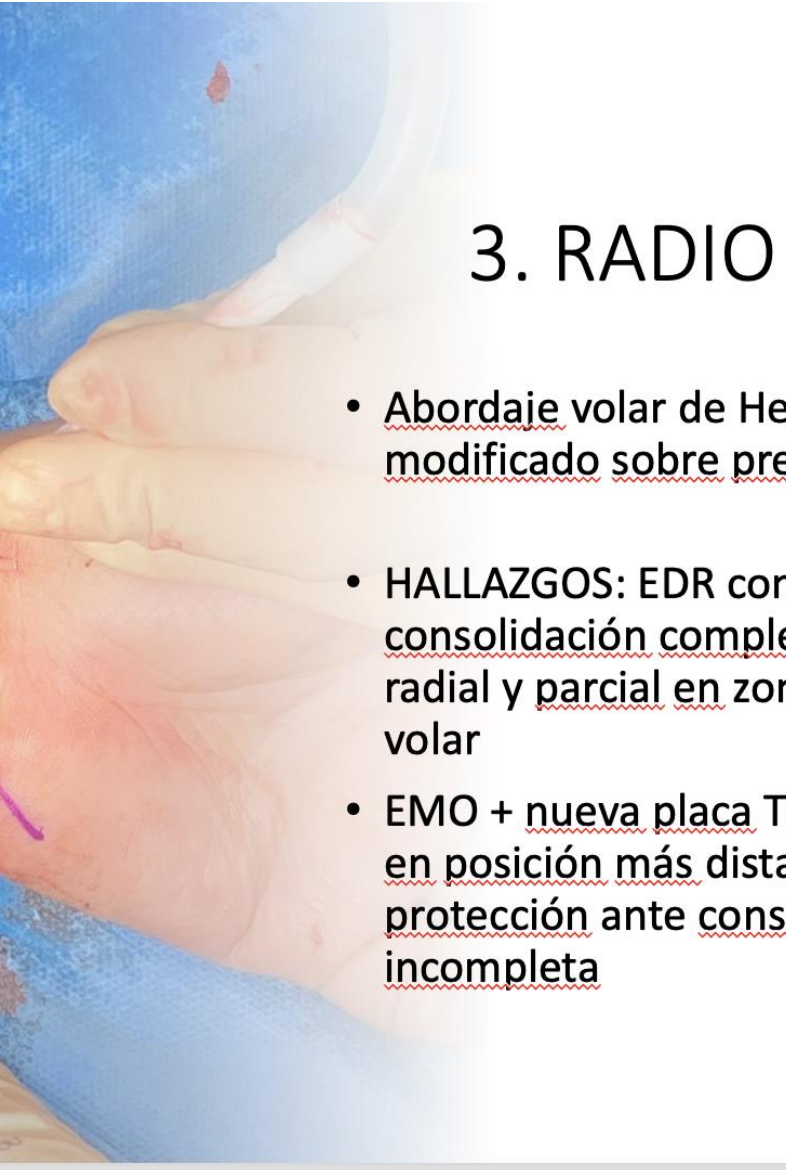 3. RADIO
• Abordaje volar de He
modificado sobre pre
• HALLAZGOS: EDR con
consolidación comple
radial y parcial en zon
volar
• EMO + nueva placa T
en posición más dista
protección ante cons
incompleta